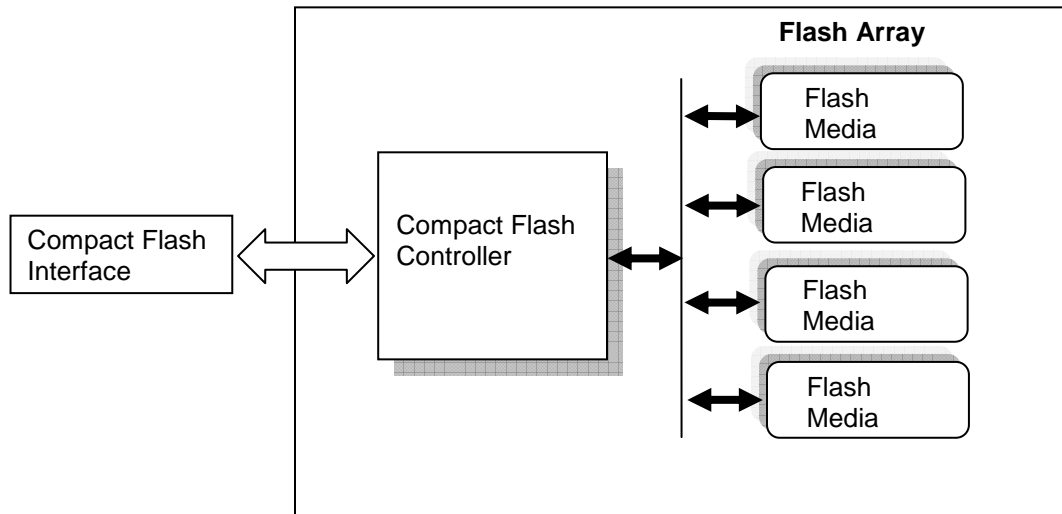 Flash Array
Flash
Media
Flash
Media
Compact Flash
Controller
Compact Flash
Interface
Flash
Media
Flash
Media